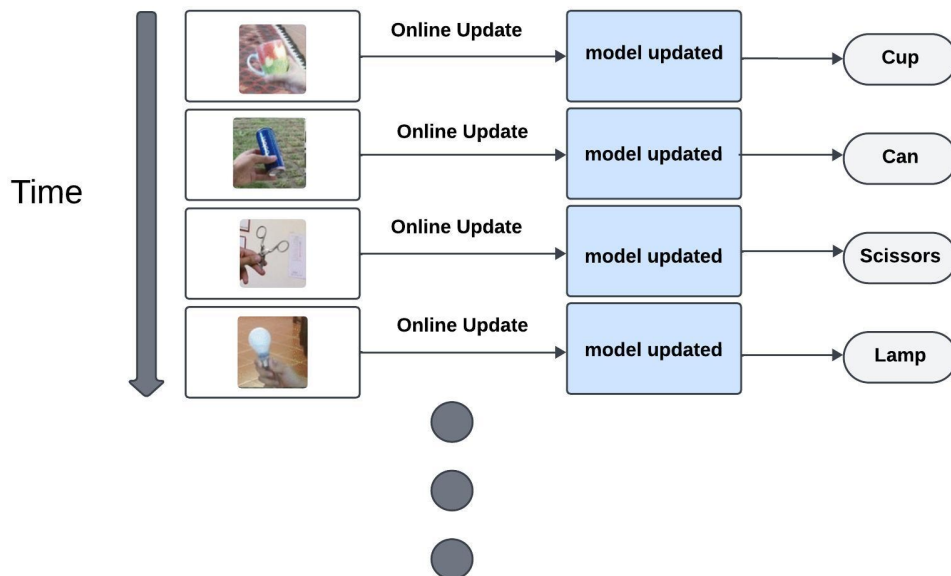 Online Update
model updated
Cup
Online Update
model updated
Can
Time
Online Update
model updated
Scissors
Online Update
model updated
Lamp